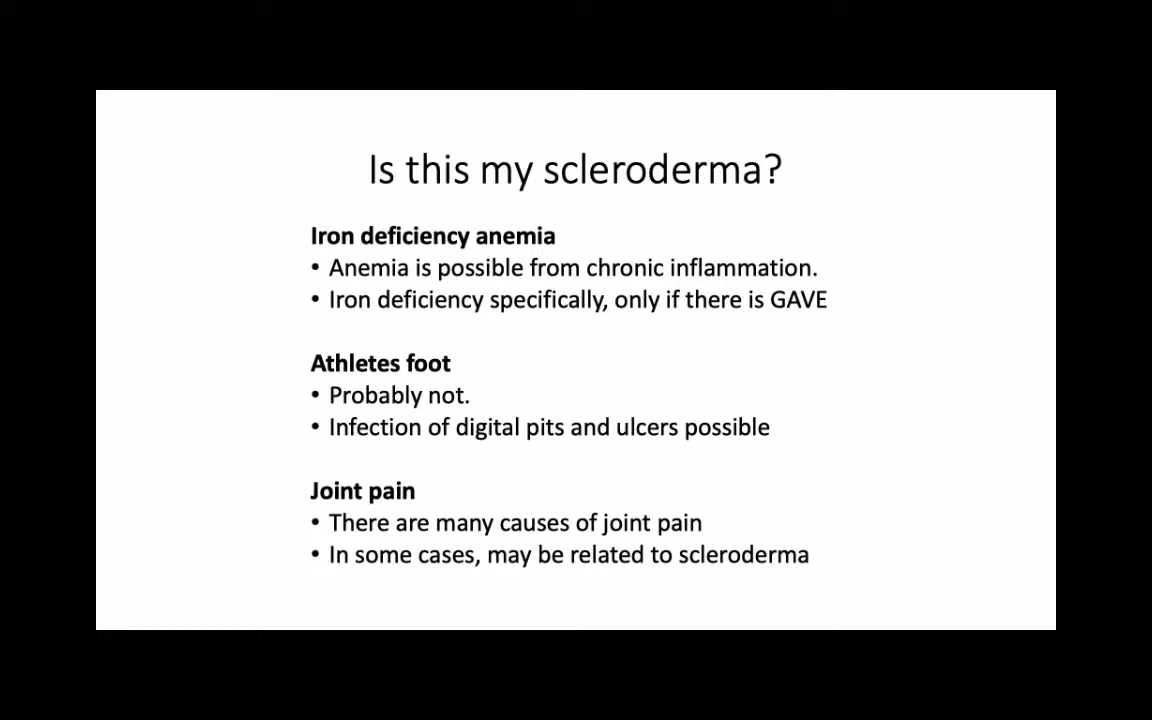 Is this my scleroderma?
Iron deficiency anemia
• Anemia is possible from chronic inflammation.
• Iron deficiency specifically, only if there is GAVE
Athletes foot
• Probably not.
• Infection of digital pits and ulcers possible
Joint pain
• There are many causes of joint pain
• In some cases, may be related to scleroderma